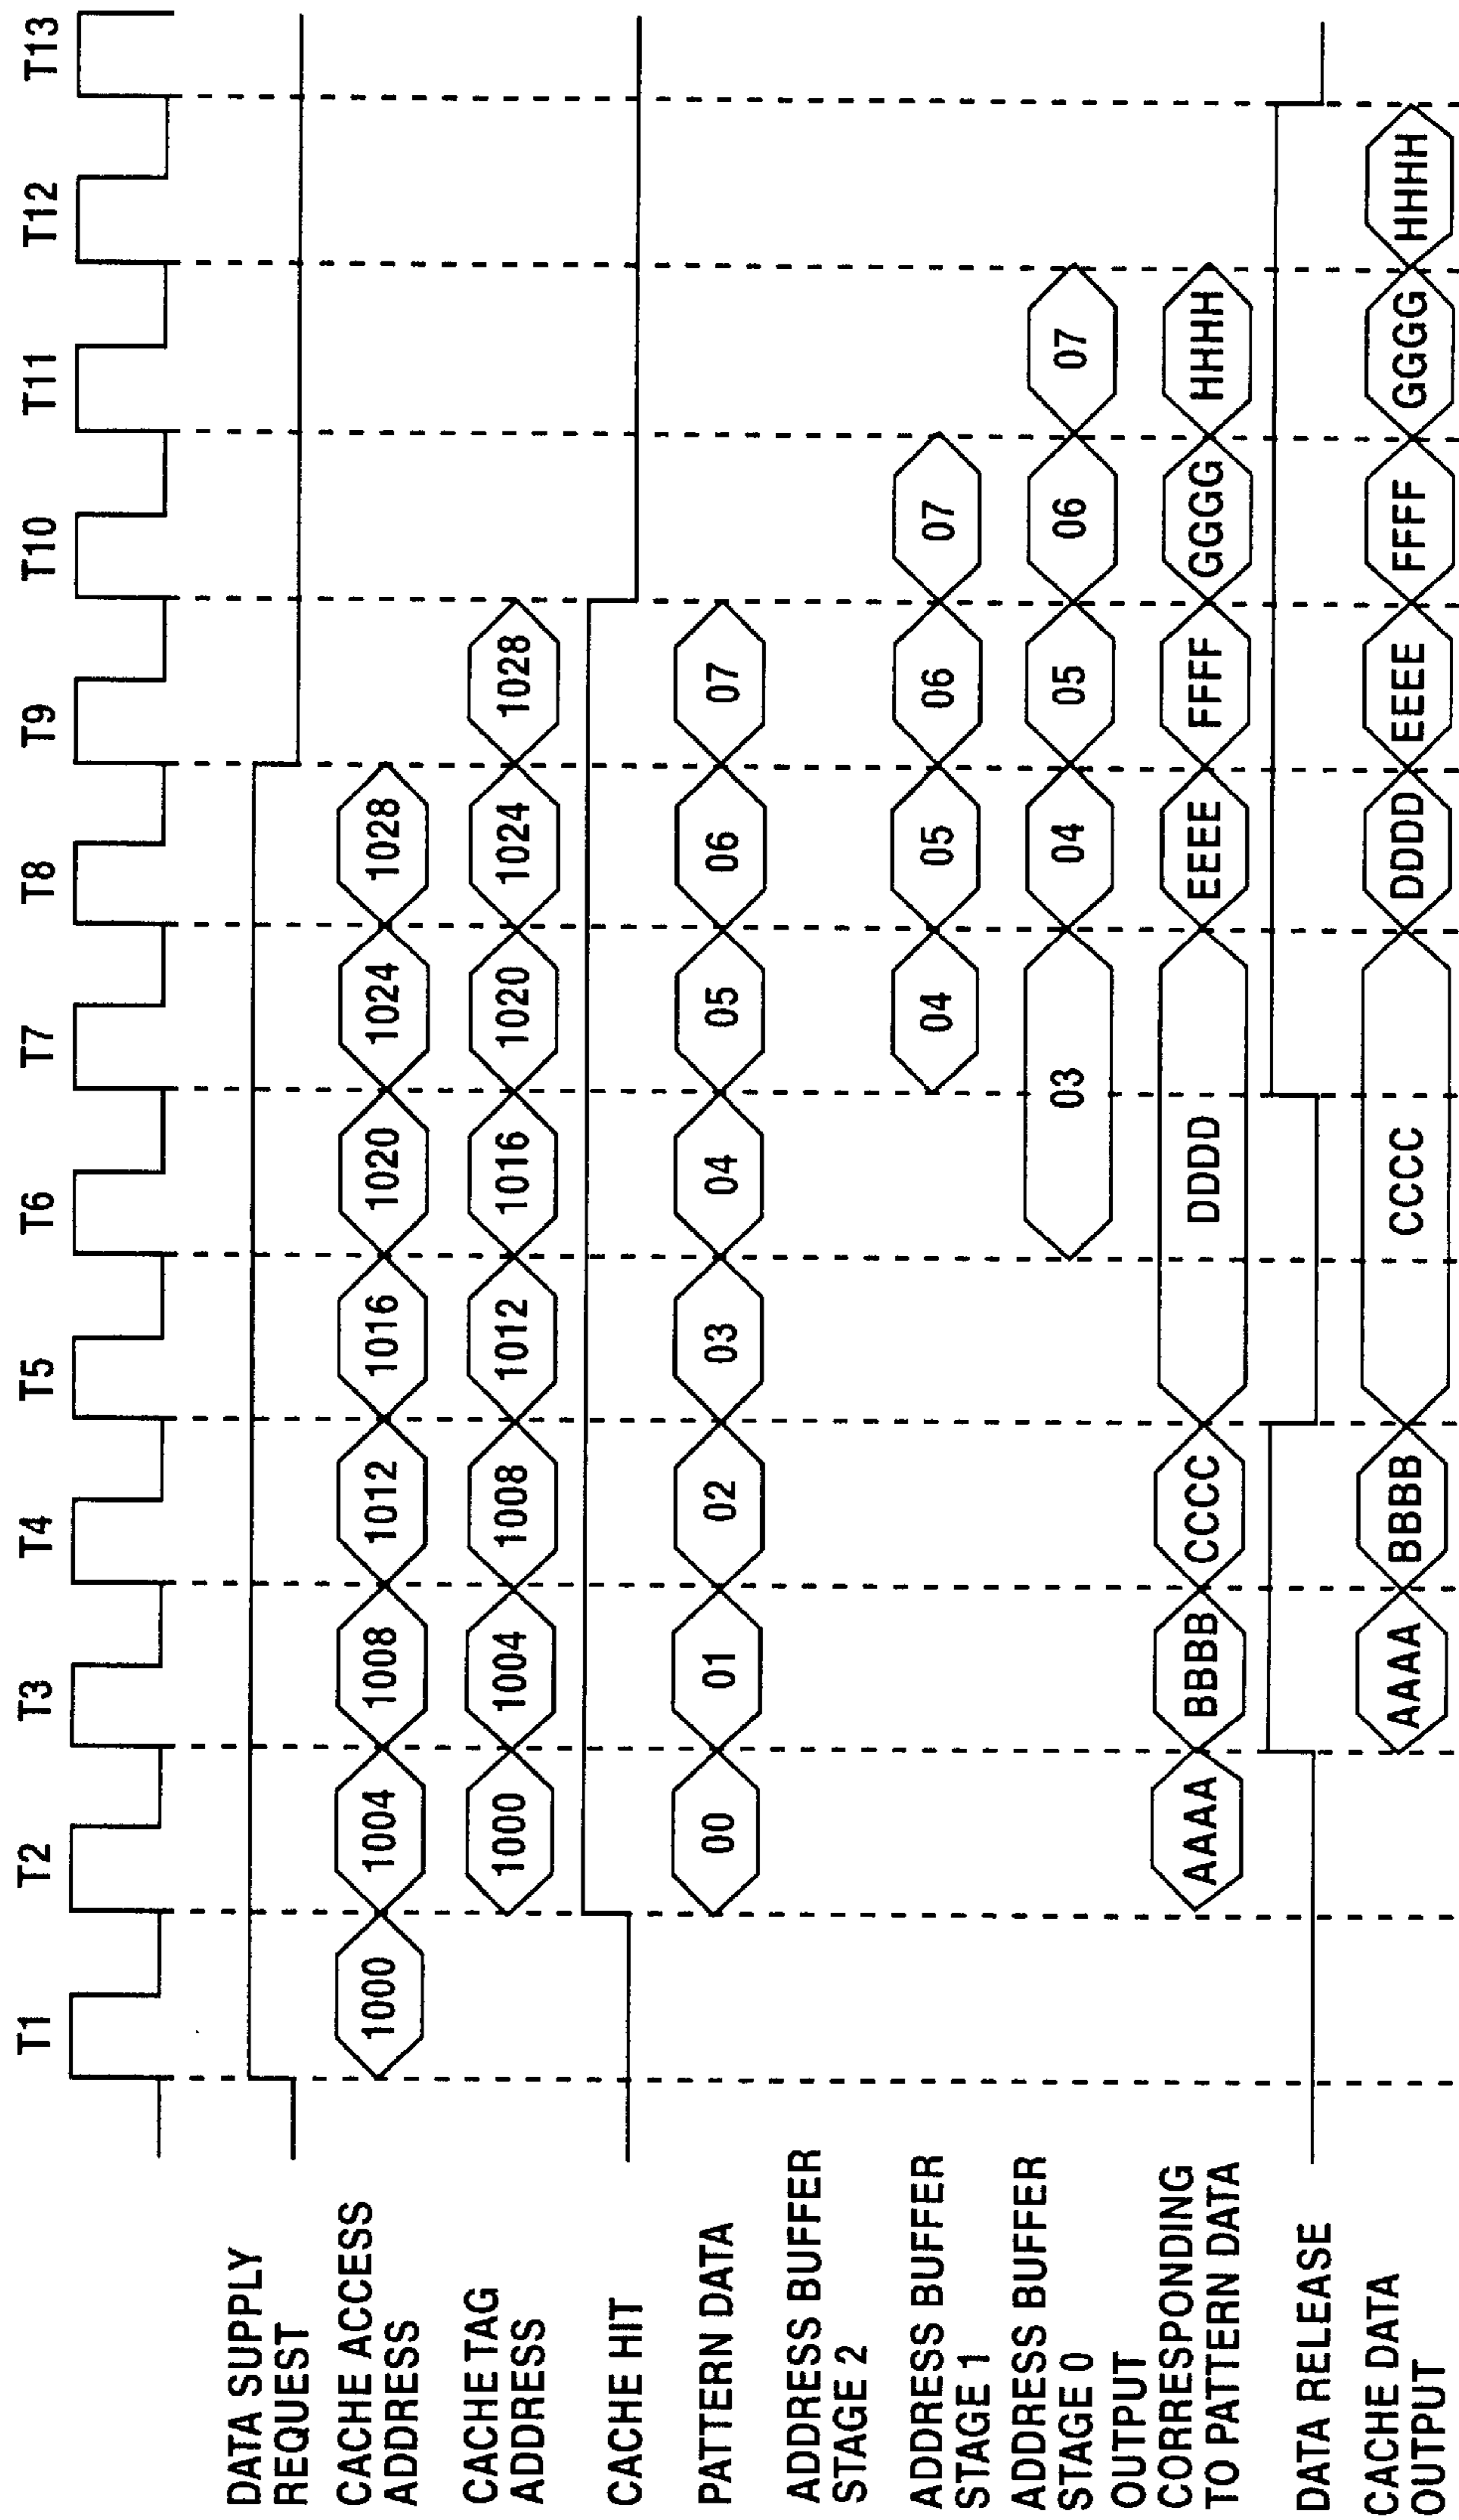 T1 T2 T3 T4 T5 T6 T7 T8 T9 T10 T11 T12 T13
DATA SUPPLY
REQUEST
CACHE ACCESS
ADDRESS
1000 1004 1008 1012 1016 1020 1024 1028
CACHE TAG
ADDRESS
1000 1004 1008 1012 1016 1020 1024 1028
CACHE HIT
PATTERN DATA
00 01 02 03 04 05 06 07
ADDRESS BUFFER
STAGE 2
ADDRESS BUFFER
STAGE 1
04 05 06 07
ADDRESS BUFFER
STAGE 0
03 04 05 06 07
OUTPUT
CORRESPONDING
TO PATTERN DATA
AAAA BBBB CCCC DDDD EEEE FFFF GGGG HHHH
DATA RELEASE
CACHE DATA
OUTPUT
AAAA BBBB CCCC DDDD EEEE FFFF GGGG HHHH